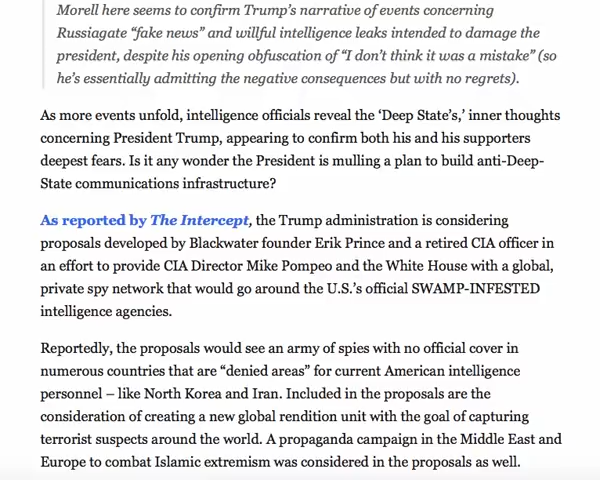 Morell here seems to confirm Trump's narrative of events concerning
Russiagate “fake news” and willful intelligence leaks intended to damage the
president, despite his opening obfuscation of “I don't think it was a mistake” (so
he's essentially admitting the negative consequences but with no regrets).
As more events unfold, intelligence officials reveal the ‘Deep State's,’ inner thoughts
concerning President Trump, appearing to confirm both his and his supporters
deepest fears. Is it any wonder the President is mulling a plan to build anti-Deep-
State communications infrastructure?
As reported by The Intercept, the Trump administration is considering
proposals developed by Blackwater founder Erik Prince and a retired CIA officer in
an effort to provide CIA Director Mike Pompeo and the White House with a global,
private spy network that would go around the U.S.'s official SWAMP-INFESTED
intelligence agencies.
Reportedly, the proposals would see an army of spies with no official cover in
numerous countries that are “denied areas” for current American intelligence
personnel – like North Korea and Iran. Included in the proposals are the
consideration of creating a new global rendition unit with the goal of capturing
terrorist suspects around the world. A propaganda campaign in the Middle East and
Europe to combat Islamic extremism was considered in the proposals as well.